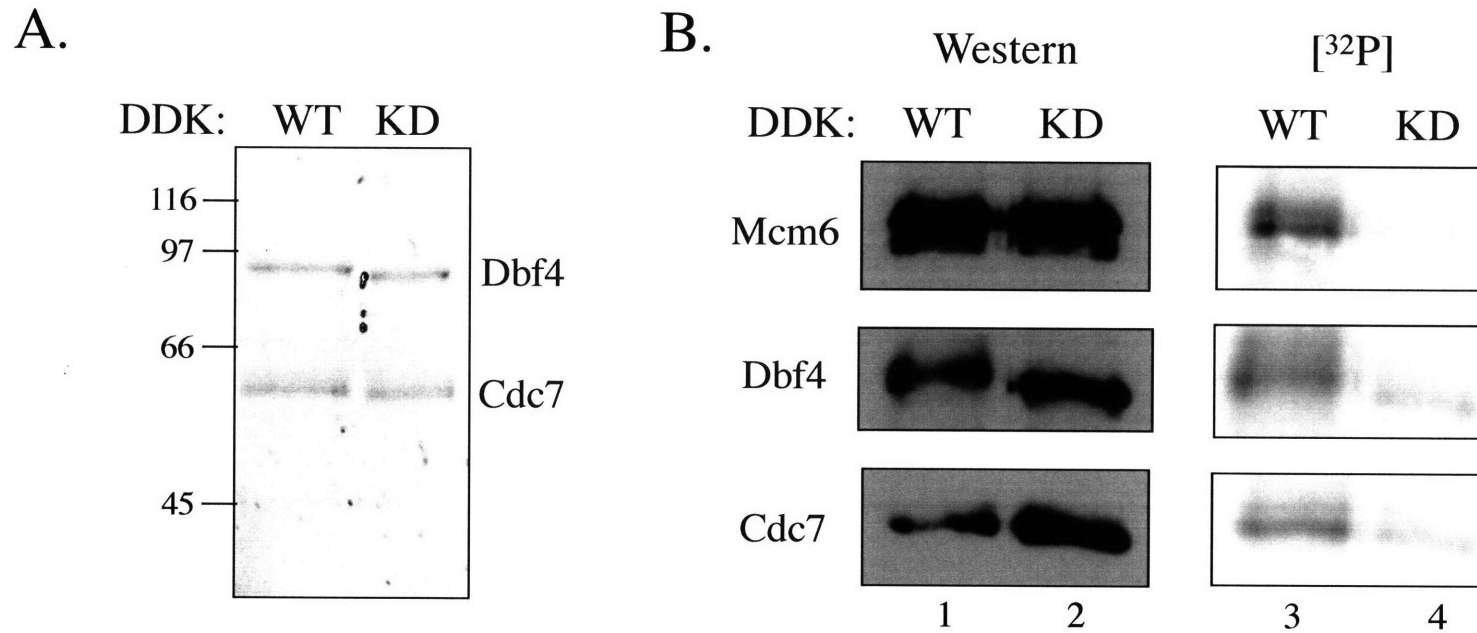 A.
DDK: WT KD
116
97
Dbf4
66
Cdc7
45
B.
Western [³²P]
DDK: WT KD WT KD
Mcm6
Dbf4
Cdc7
1 2 3 4